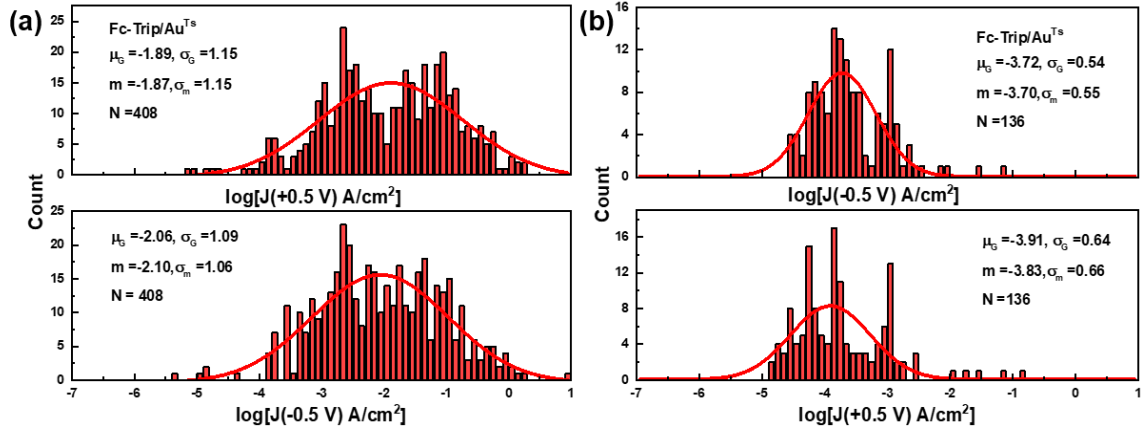 (a)
Count
25
20
15
10
5
0
Fc-Trip/Au^Ts
μ_G =-1.89, σ_G =1.15
m =-1.87,σ_m =1.15
N =408
log[J(+0.5 V) A/cm²]
25
20
15
10
5
0
μ_G =-2.06, σ_G =1.09
m =-2.10,σ_m =1.06
N = 408
-7 -6 -5 -4 -3 -2 -1 0 1
log[J(-0.5 V) A/cm²]
(b)
Count
16
12
8
4
0
Fc-Trip/Au^Ts
μ_G =-3.72, σ_G =0.54
m =-3.70,σ_m =0.55
N =136
log[J(-0.5 V) A/cm²]
16
12
8
4
0
μ_G =-3.91, σ_G =0.64
m =-3.83,σ_m =0.66
N =136
-7 -6 -5 -4 -3 -2 -1 0 1
log[J(+0.5 V) A/cm²]